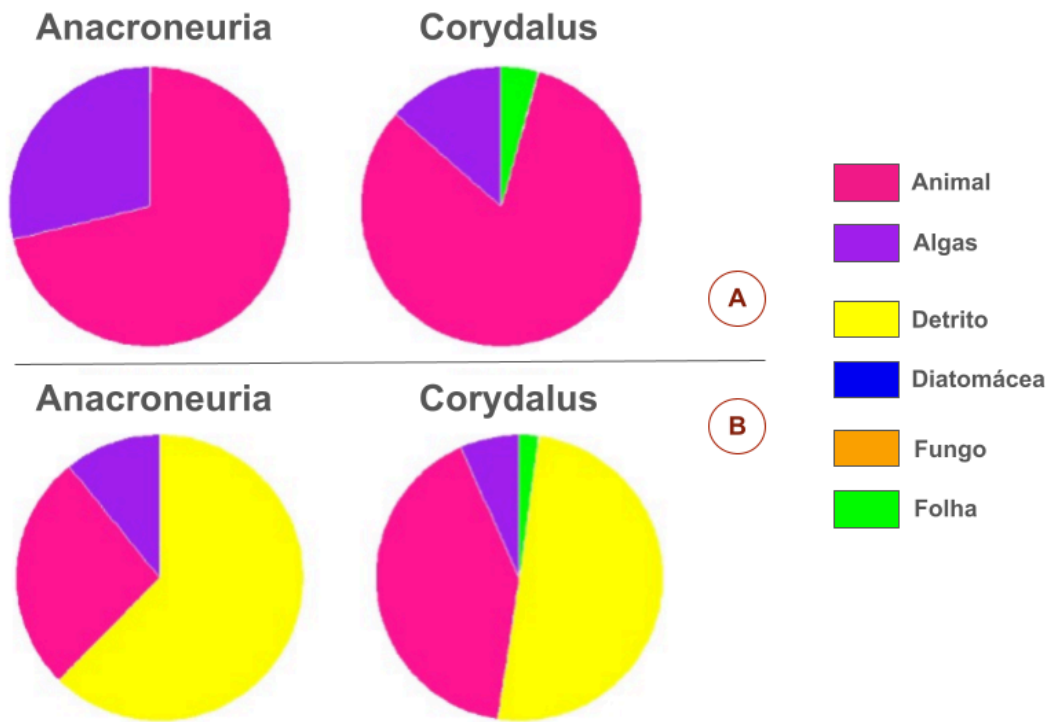 Anacroneuria
Corydalus
A
Anacroneuria
Corydalus
B
Animal
Algas
Detrito
Diatomácea
Fungo
Folha